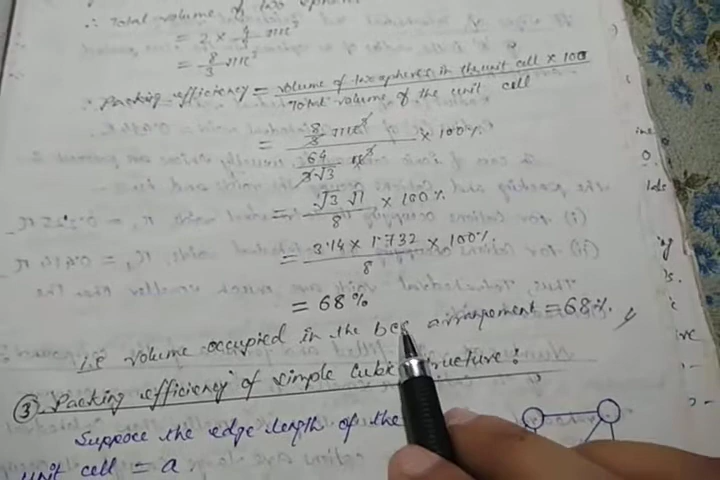 ∴ Total volume of two spheres
= 2 × 4/3 πr³
= 8/3 πr³
∴ Packing efficiency = volume of two spheres in the unit cell × 100 / Total volume of the unit cell
= 8/3 πr³ / 64/3√3 r³ × 100%
= √3 π / 8 × 100%
= 3.14 × 1.732 × 100% / 8
= 68%
i.e volume occupied in the bcc arrangement = 68%.
③ Packing efficiency of simple cubic structure:
Suppose the edge length of the
unit cell = a.